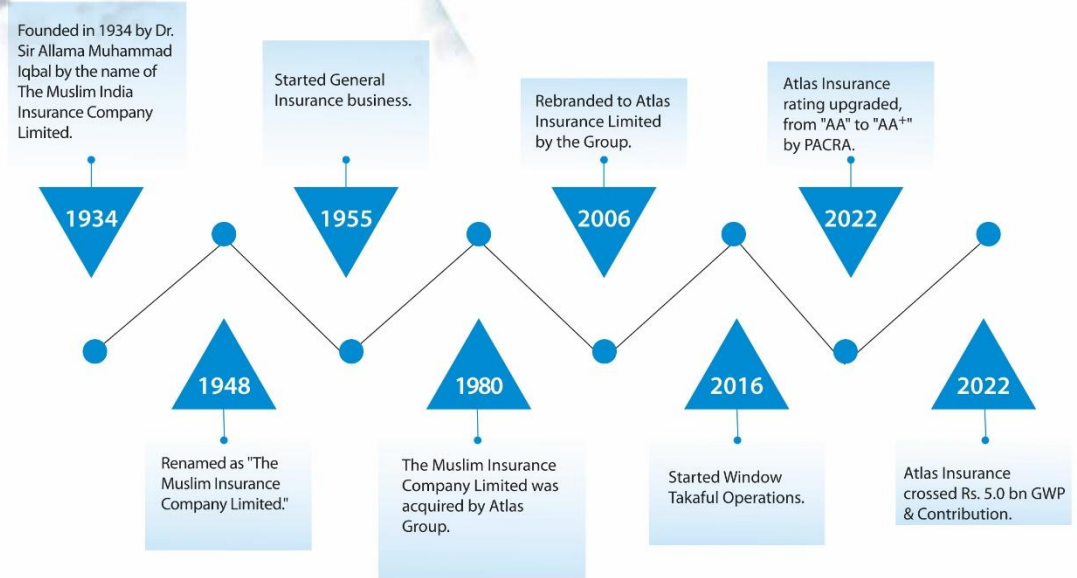 Founded in 1934 by Dr.
Sir Allama Muhammad
Iqbal by the name of
The Muslim India
Insurance Company
Limited.
1934
1948
Renamed as "The
Muslim Insurance
Company Limited."
Started General
Insurance business.
1955
1980
The Muslim Insurance
Company Limited was
acquired by Atlas
Group.
Rebranded to Atlas
Insurance Limited
by the Group.
2006
2016
Started Window
Takaful Operations.
Atlas Insurance
rating upgraded,
from "AA" to "AA+"
by PACRA.
2022
2022
Atlas Insurance
crossed Rs. 5.0 bn GWP
& Contribution.